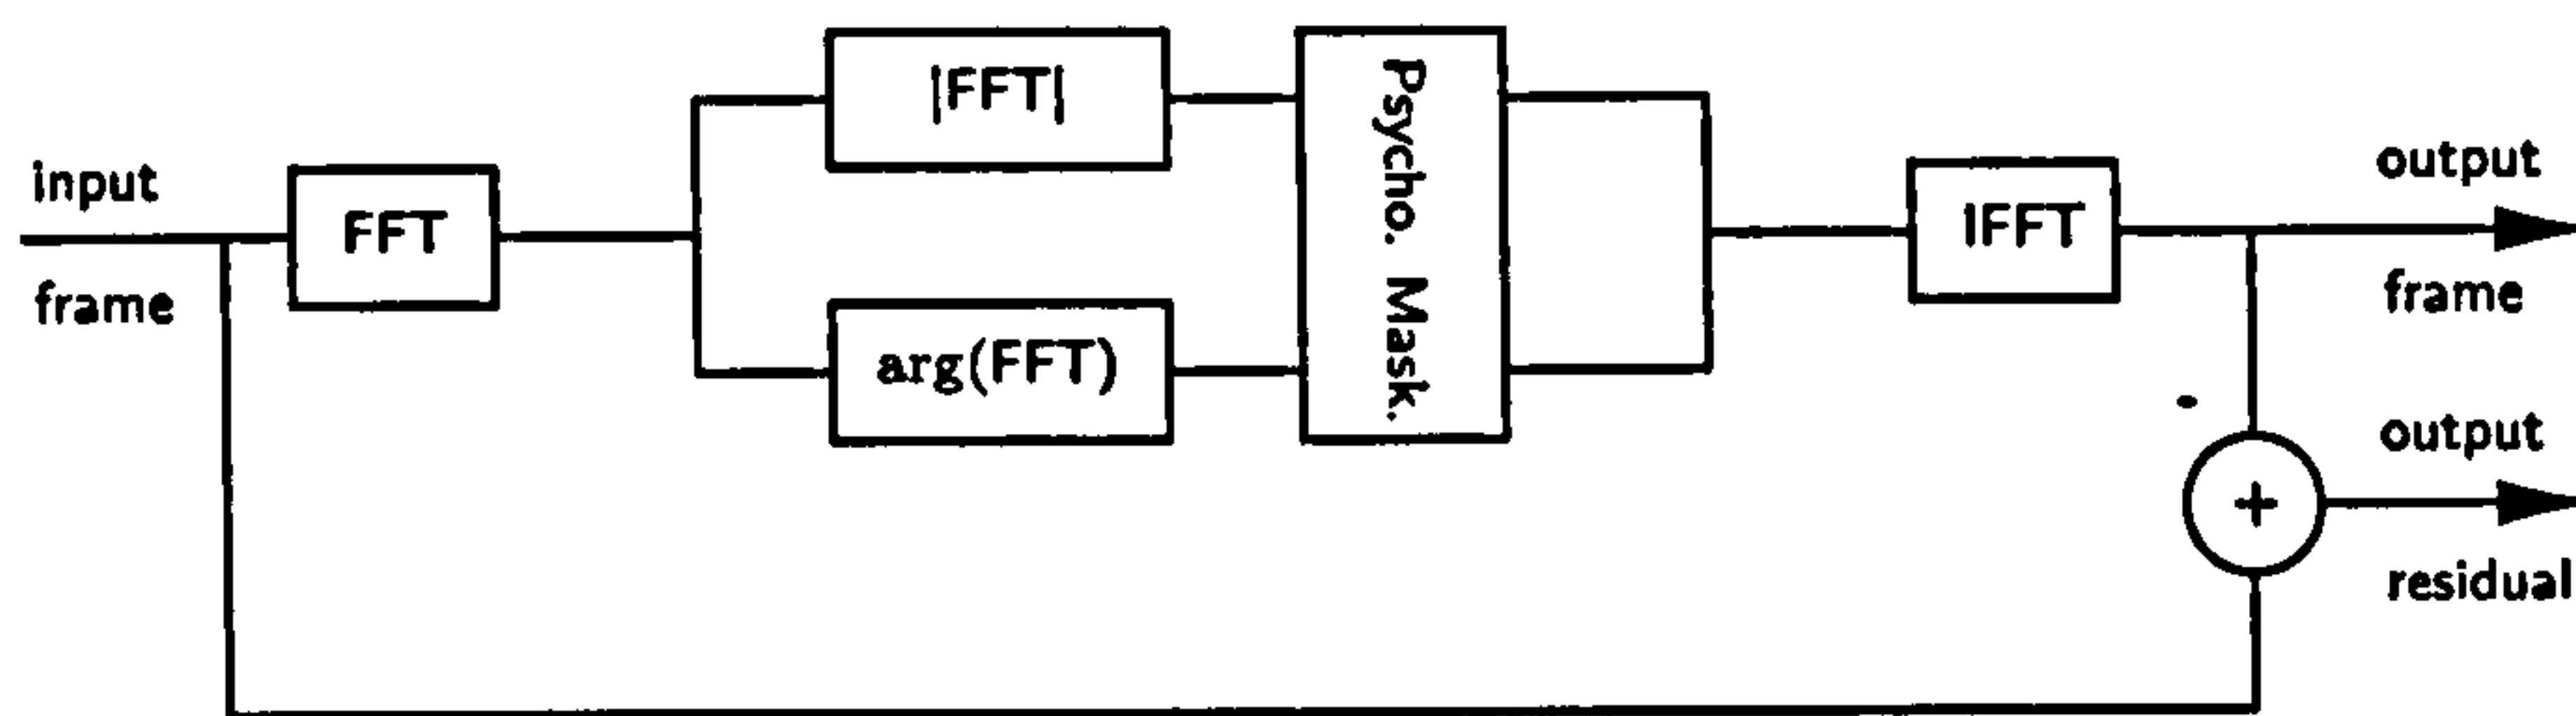 input
frame
FFT
|FFT|
arg(FFT)
Psycho. Mask.
IFFT
output
frame
-
+
output
residual